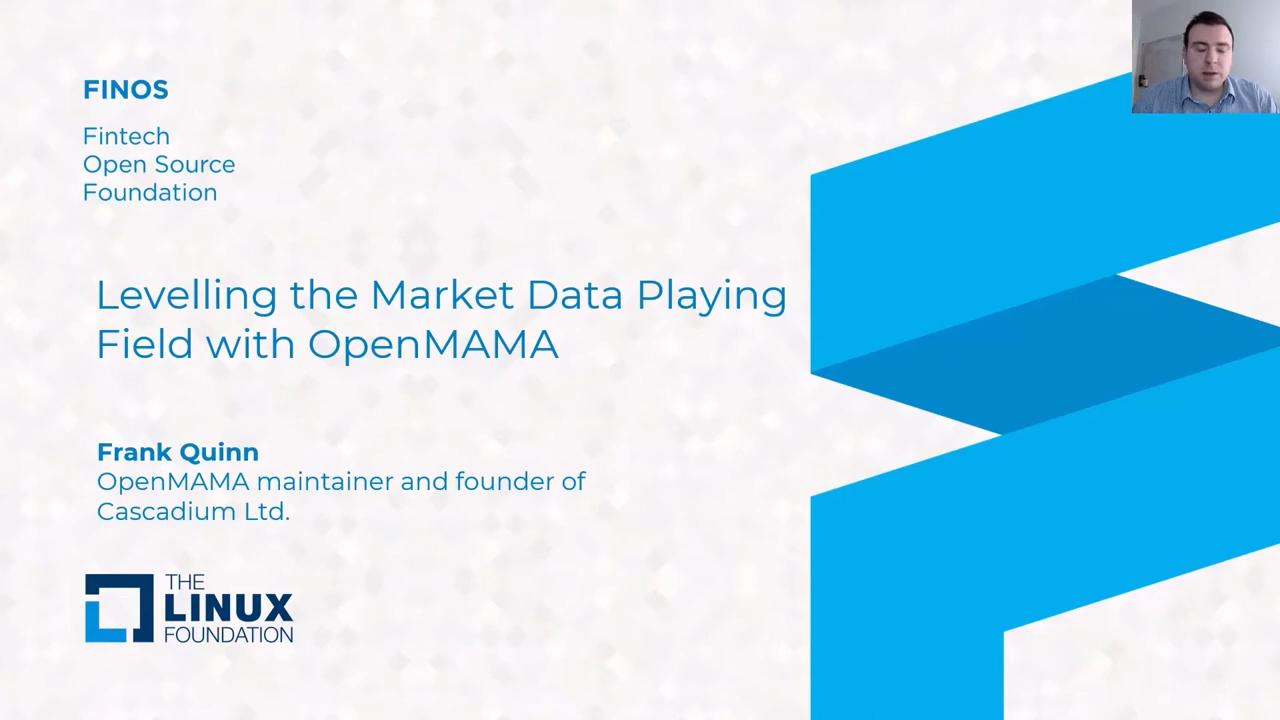 FINOS
Fintech
Open Source
Foundation
Levelling the Market Data Playing
Field with OpenMAMA
Frank Quinn
OpenMAMA maintainer and founder of
Cascadium Ltd.
THE
LINUX
FOUNDATION